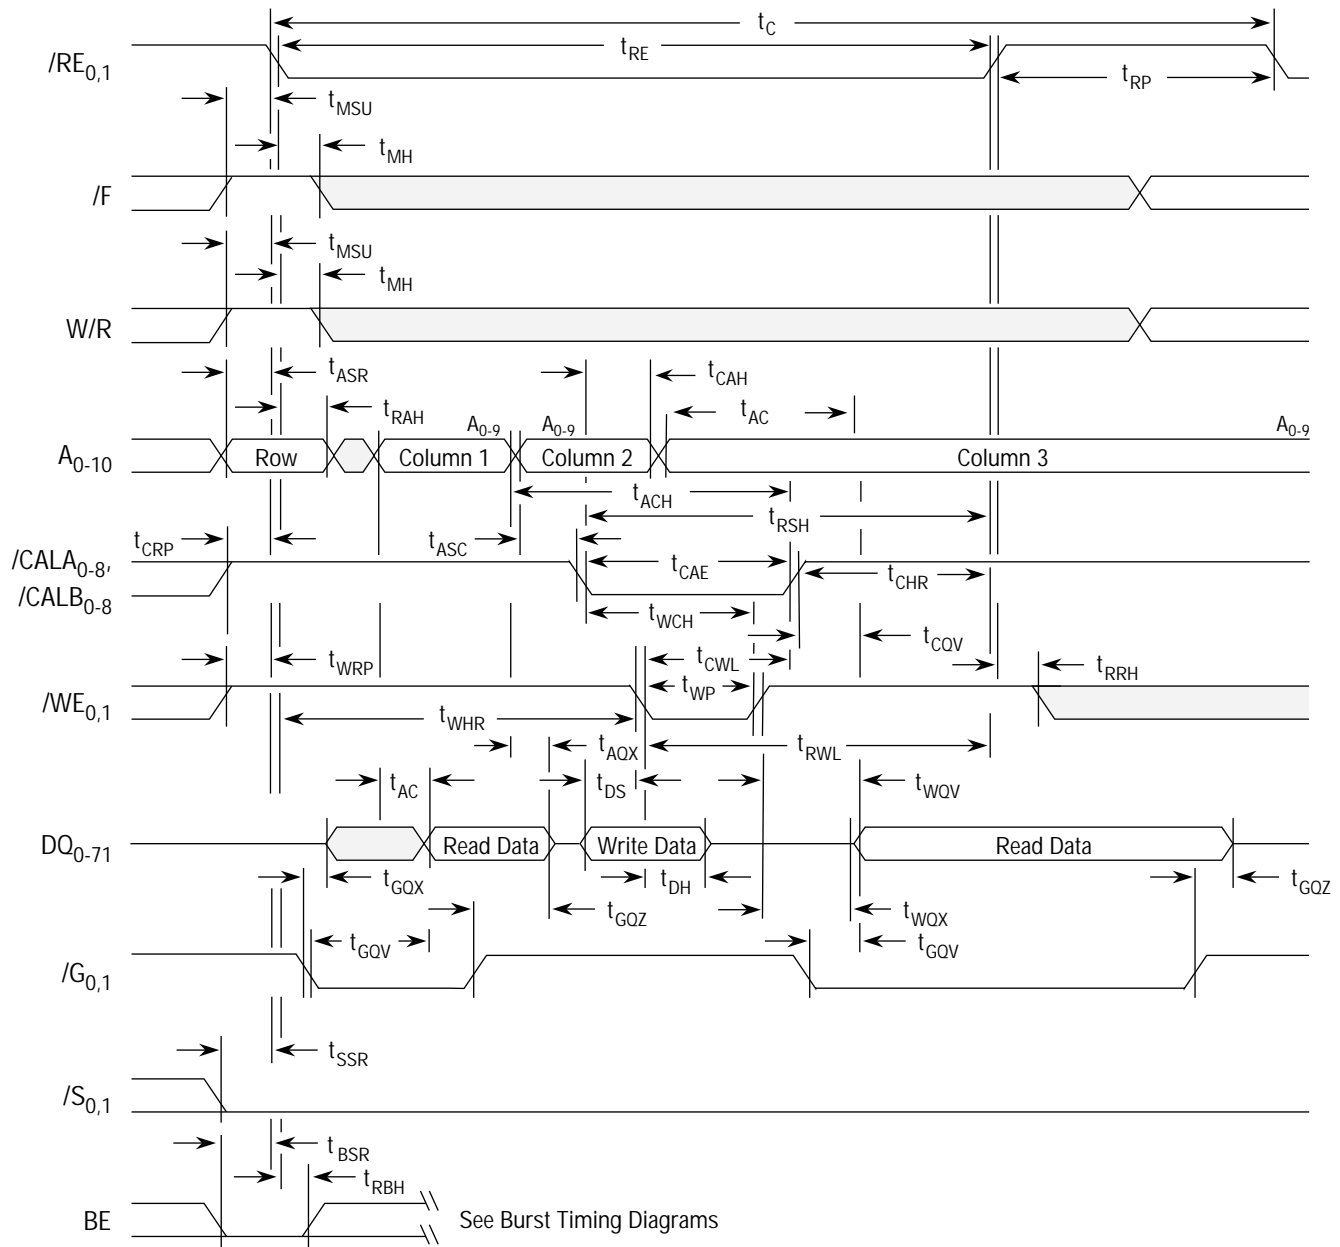 tC
/RE0,1
tRE
tRP
tMSU
tMH
/F
tMSU
tMH
W/R
tASR
tCAH
tRAH
tAC
A0-9 A0-9 A0-9
A0-10 Row Column 1 Column 2 Column 3
tACH
tRSH
tCRP
tASC
/CALA0-8,
/CALB0-8
tCAE
tCHR
tWCH
tCQV
tWRP
tCWL
tRRH
/WE0,1
tWP
tWHR
tAQX
tRWL
tAC
tDS
tWQV
DQ0-71 Read Data Write Data Read Data
tGQX
tDH
tGQZ
tGQZ
tWQX
tGQV
tGQV
/G0,1
tSSR
/S0,1
tBSR
tRBH
BE See Burst Timing Diagrams